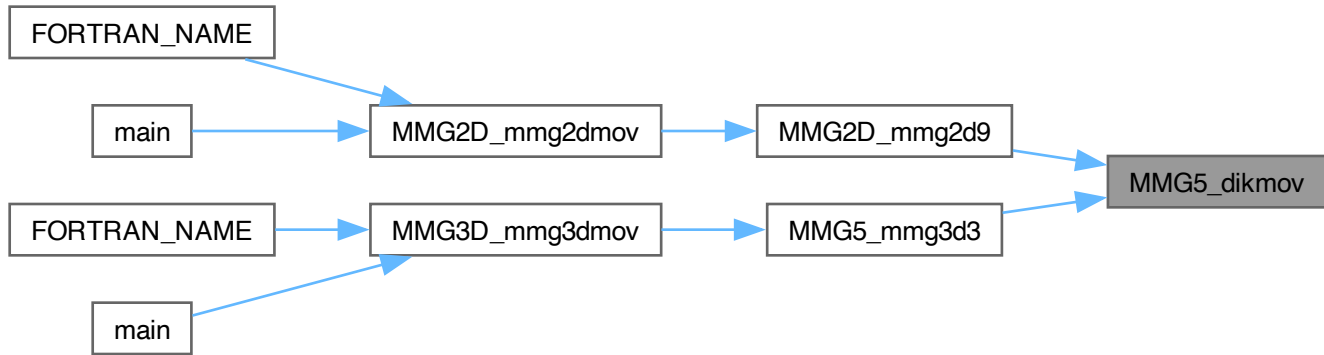 FORTRAN_NAME
main
MMG2D_mmg2dmov
MMG2D_mmg2d9
MMG5_dikmov
FORTRAN_NAME
MMG3D_mmg3dmov
MMG5_mmg3d3
main